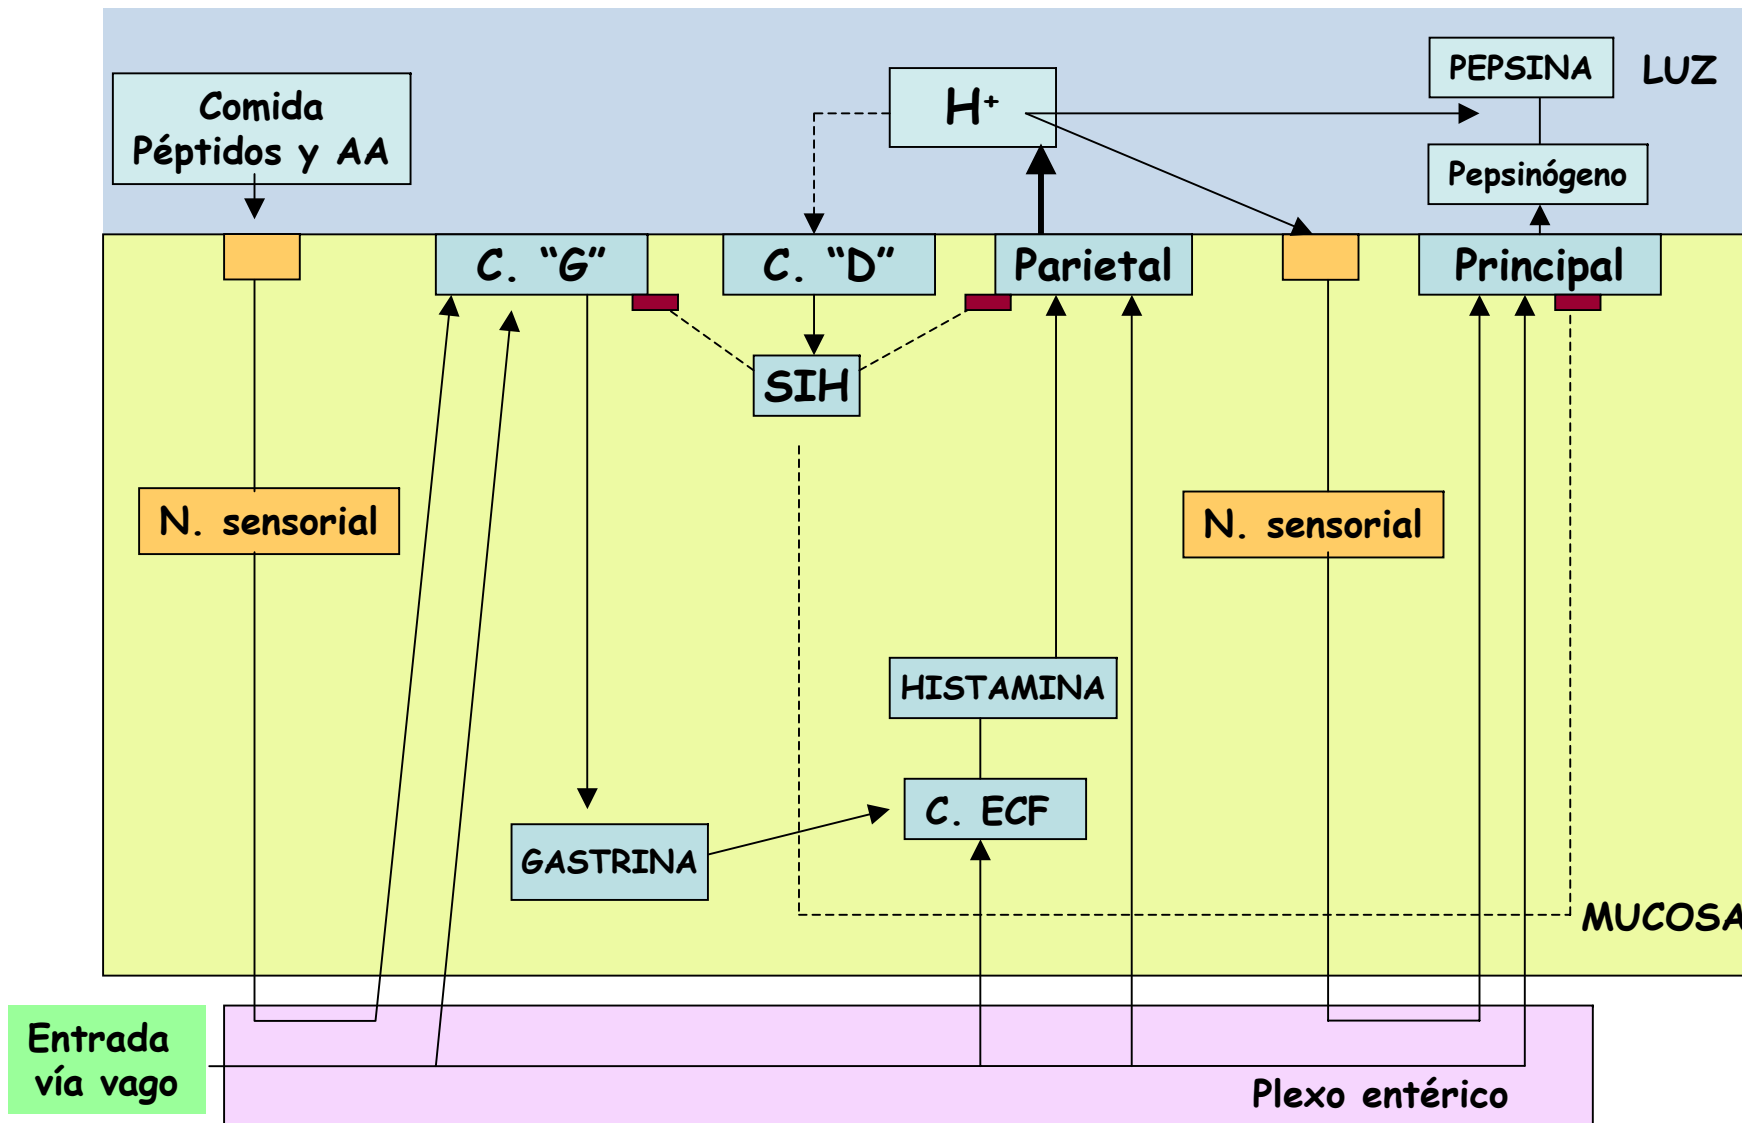 Comida
Péptidos y AA
H+
PEPSINA
LUZ
Pepsinógeno
C. “G”
C. “D”
Parietal
Principal
SIH
N. sensorial
N. sensorial
HISTAMINA
C. ECF
GASTRINA
MUCOSA
Entrada
vía vago
Plexo entérico